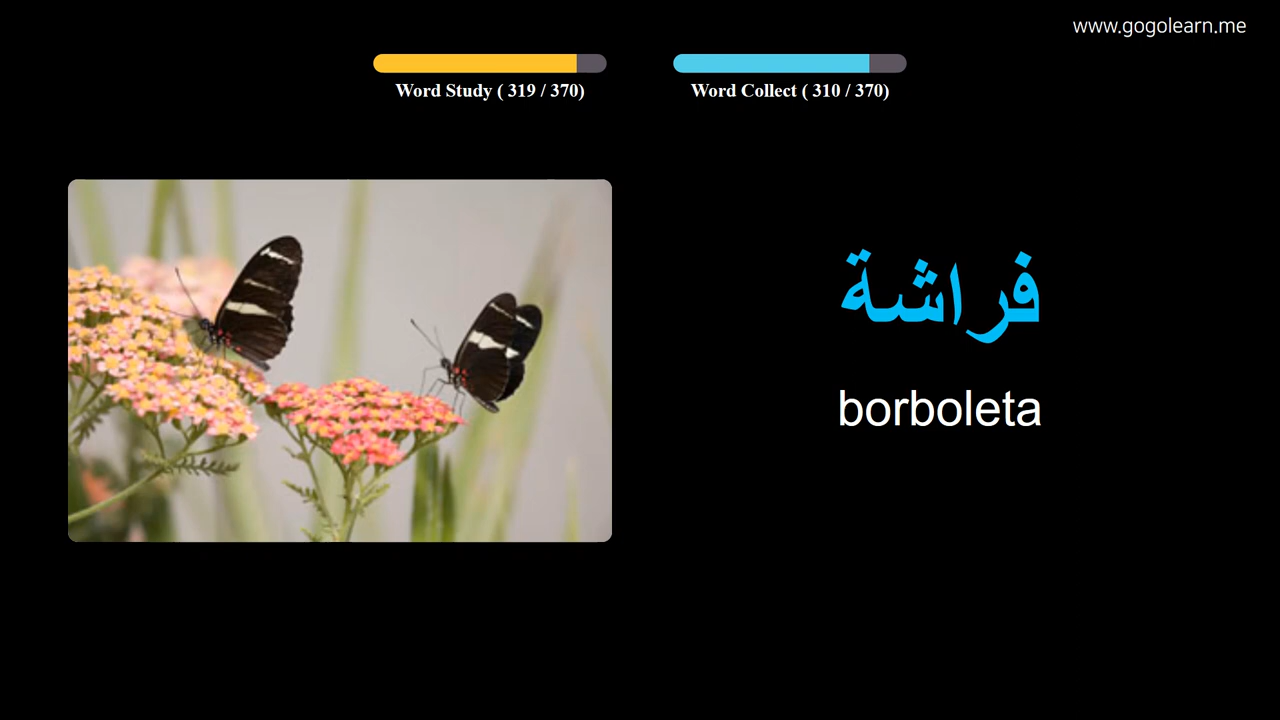 www.gogolearn.me
Word Study ( 319 / 370)
Word Collect ( 310 / 370)
فراشة
borboleta